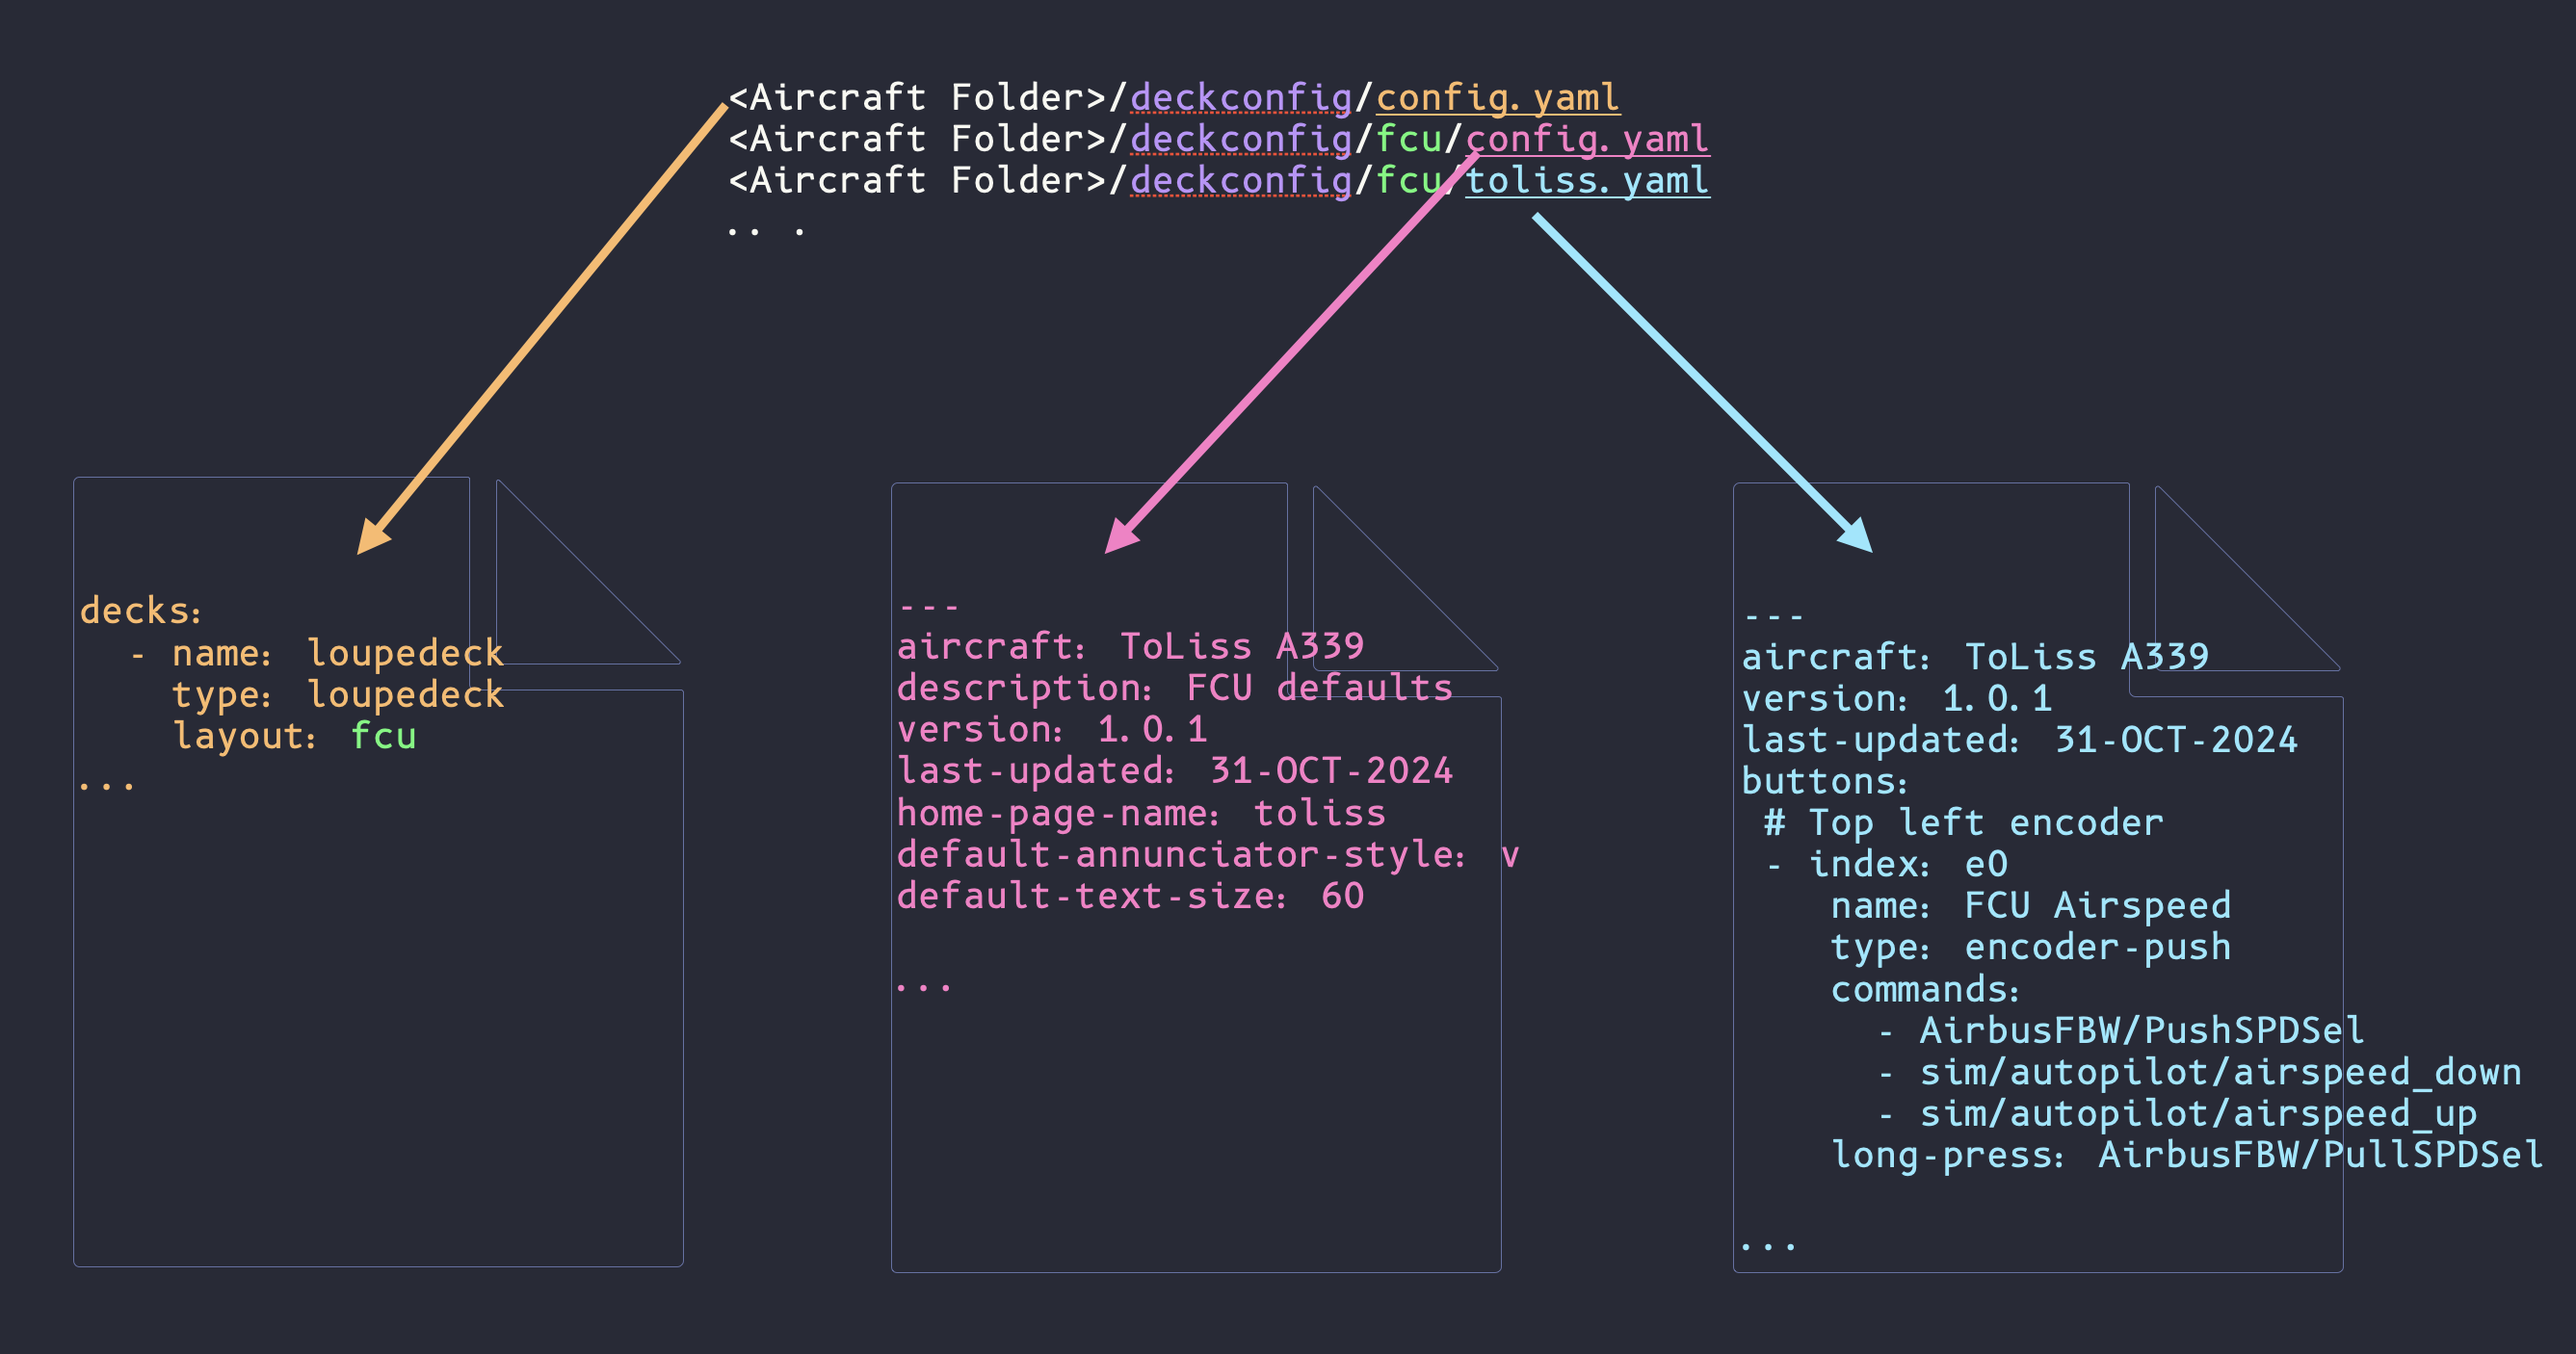 <Aircraft Folder>/deckconfig/config.yaml
<Aircraft Folder>/deckconfig/fcu/config.yaml
<Aircraft Folder>/deckconfig/fcu/toliss.yaml
.. .
decks:
  - name: loupedeck
    type: loupedeck
    layout: fcu
...
---
aircraft: ToLiss A339
description: FCU defaults
version: 1.0.1
last-updated: 31-OCT-2024
home-page-name: toliss
default-annunciator-style: v
default-text-size: 60
...
---
aircraft: ToLiss A339
version: 1.0.1
last-updated: 31-OCT-2024
buttons:
 # Top left encoder
 - index: e0
    name: FCU Airspeed
    type: encoder-push
    commands:
      - AirbusFBW/PushSPDSel
      - sim/autopilot/airspeed_down
      - sim/autopilot/airspeed_up
    long-press: AirbusFBW/PullSPDSel
...